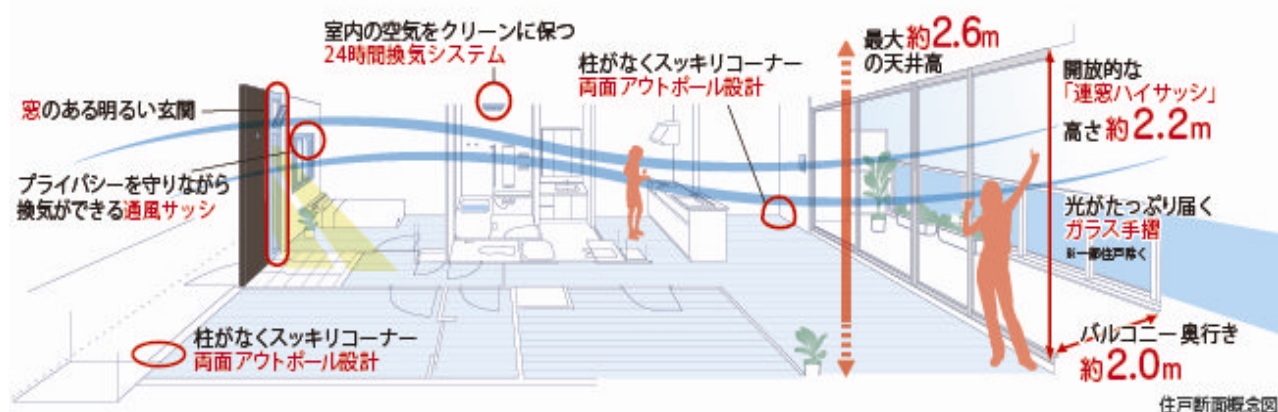 室内の空気をクリーンに保つ
24時間換気システム
窓のある明るい玄関
プライバシーを守りながら
換気ができる通風サッシ
柱がなくスッキリコーナー
両面アウトポール設計
最大約2.6m
の天井高
開放的な
「連窓ハイサッシ」
高さ約2.2m
光がたっぷり届く
ガラス手摺
※一部住戸除く
柱がなくスッキリコーナー
両面アウトポール設計
バルコニー奥行き
約2.0m
住戸断面概念図